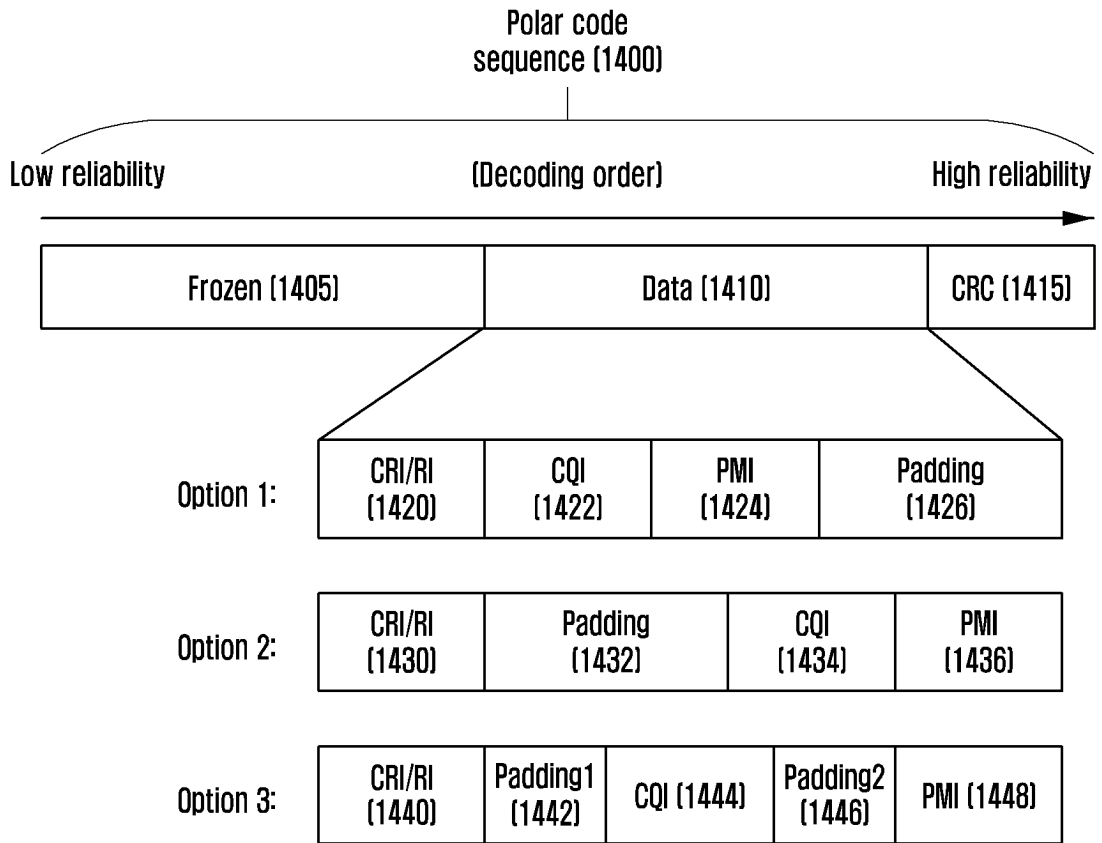 Polar code
sequence (1400)
Low reliability
(Decoding order)
High reliability
Frozen (1405)
Data (1410)
CRC (1415)
Option 1:
CRI/RI
(1420)
CQI
(1422)
PMI
(1424)
Padding
(1426)
Option 2:
CRI/RI
(1430)
Padding
(1432)
CQI
(1434)
PMI
(1436)
Option 3:
CRI/RI
(1440)
Padding1
(1442)
CQI (1444)
Padding2
(1446)
PMI (1448)